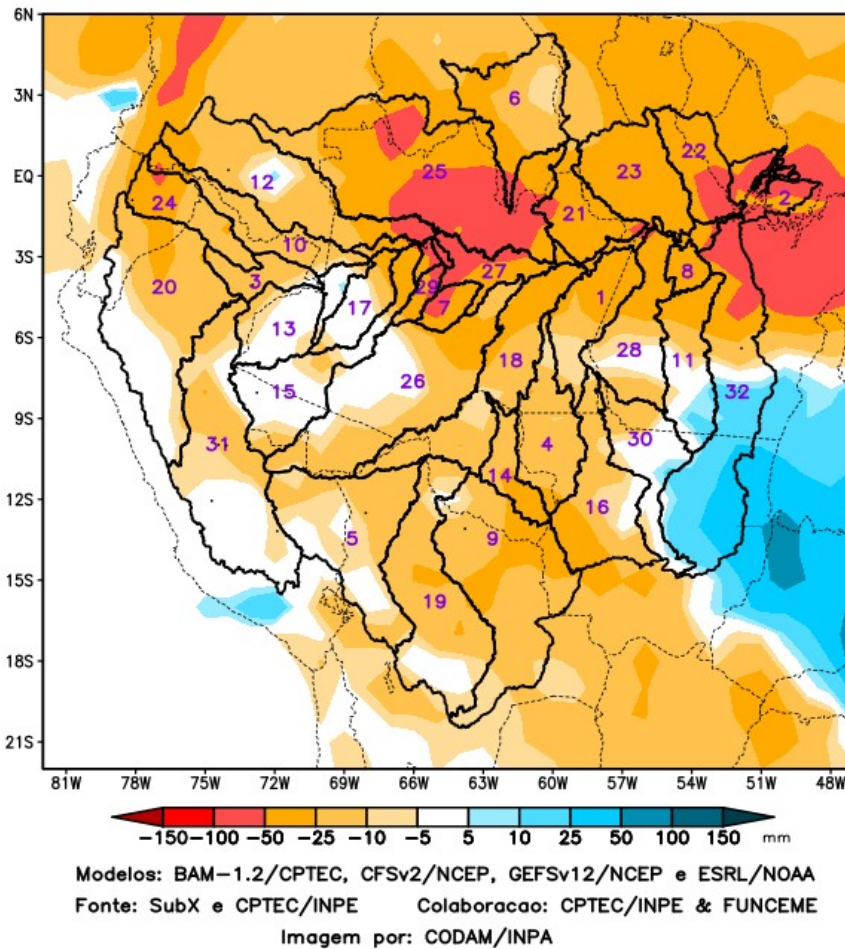 6N
3N
EQ
3S
6S
9S
12S
15S
18S
21S
6
22
23
25
12
21
2
24
10
27
8
20
3
29
7
1
17
13
28
18
11
15
26
32
31
30
4
14
16
5
9
19
81W 78W 75W 72W 69W 66W 63W 60W 57W 54W 51W 48W
−150 −100 −50 −25 −10 −5 5 10 25 50 100 150 mm
Modelos: BAM−1.2/CPTEC, CFSv2/NCEP, GEFSv12/NCEP e ESRL/NOAA
Fonte: SubX e CPTEC/INPE Colaboracao: CPTEC/INPE & FUNCEME
Imagem por: CODAM/INPA